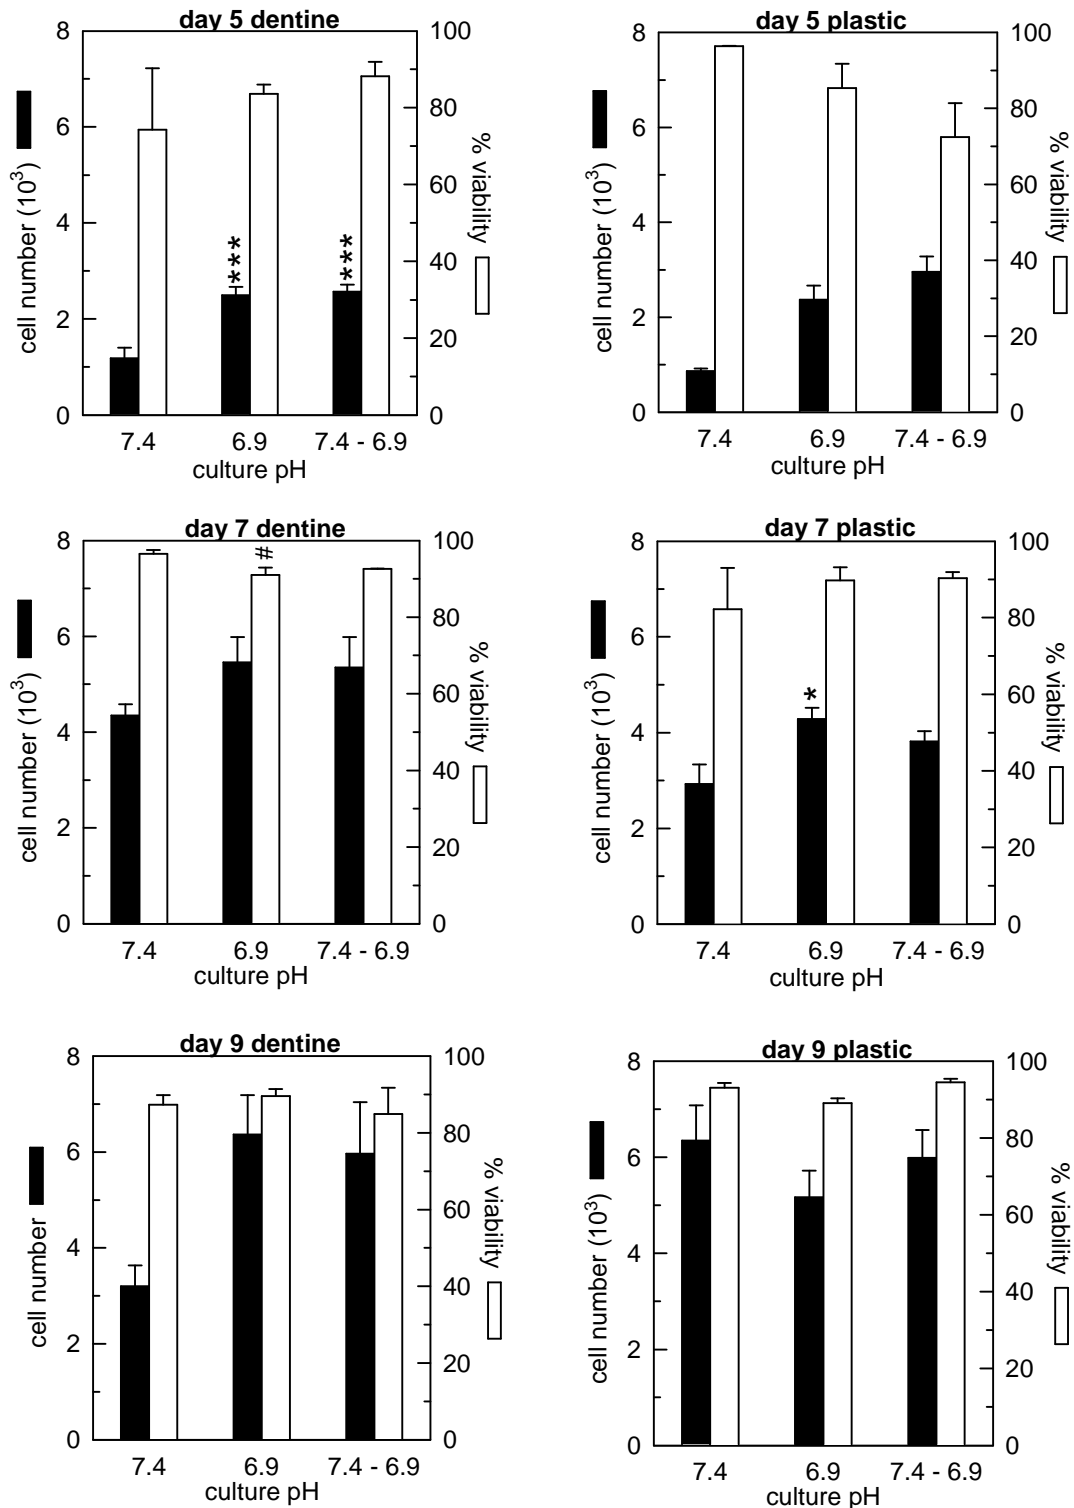 day 5 dentine
8
6
4
2
0
cell number (10³)
100
80
60
40
20
0
% viability
***
***
7.4 6.9 7.4 - 6.9
culture pH
day 5 plastic
8
6
4
2
0
cell number (10³)
100
80
60
40
20
0
% viability
7.4 6.9 7.4 - 6.9
culture pH
day 7 dentine
8
6
4
2
0
cell number (10³)
100
80
60
40
20
0
% viability
#
7.4 6.9 7.4 - 6.9
culture pH
day 7 plastic
8
6
4
2
0
cell number (10³)
100
80
60
40
20
0
% viability
*
7.4 6.9 7.4 - 6.9
culture pH
day 9 dentine
8
6
4
2
0
cell number
100
80
60
40
20
0
% viability
7.4 6.9 7.4 - 6.9
culture pH
day 9 plastic
8
6
4
2
0
cell number (10³)
100
80
60
40
20
0
% viability
7.4 6.9 7.4 - 6.9
culture pH